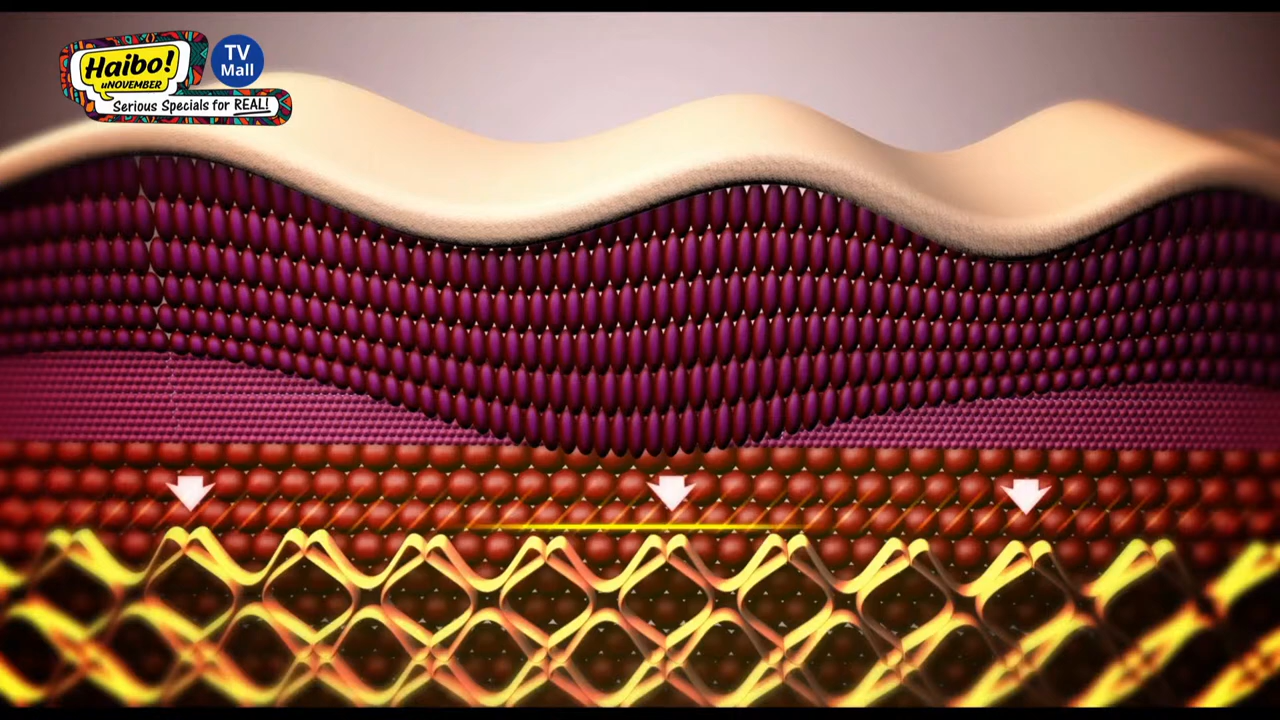 Haibo!
uNOVEMBER
Serious Specials for REAL!
TV
Mall